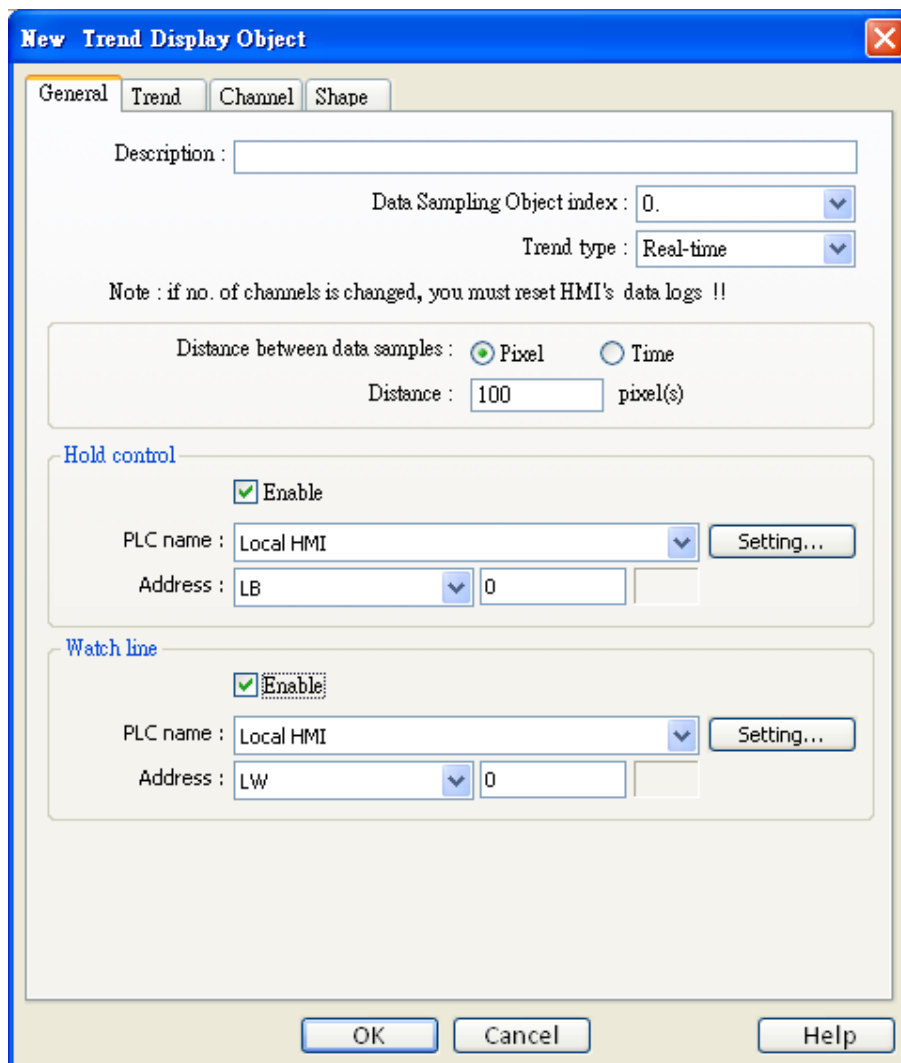 New Trend Display Object
General Trend Channel Shape
Description :
Data Sampling Object index : 0.
Trend type : Real-time
Note : if no. of channels is changed, you must reset HMI's data logs !!
Distance between data samples : Pixel Time
Distance : 100 pixel(s)
Hold control
Enable
PLC name : Local HMI Setting...
Address : LB 0
Watch line
Enable
PLC name : Local HMI Setting...
Address : LW 0
OK Cancel Help